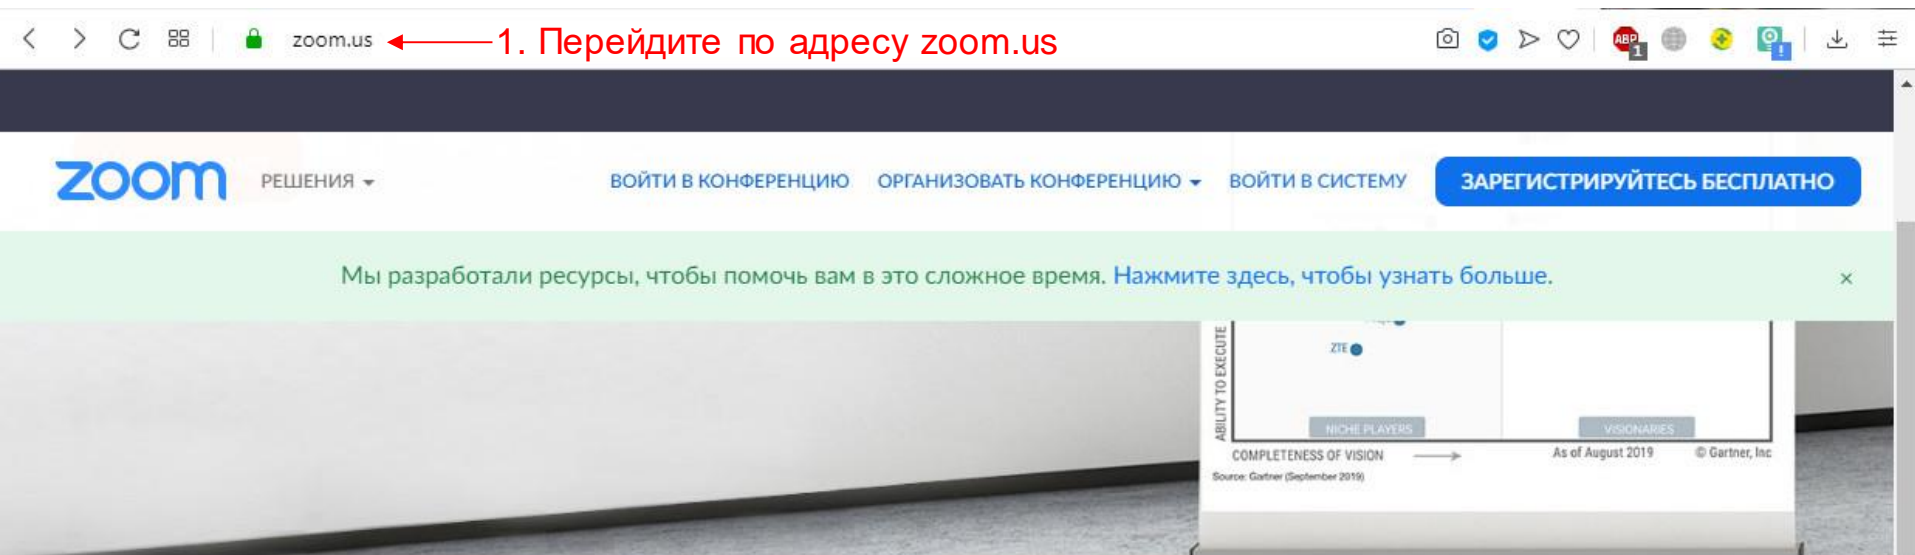 zoom.us
1. Перейдите по адресу zoom.us
ABP
1
!
zoom
РЕШЕНИЯ
ВОЙТИ В КОНФЕРЕНЦИЮ
ОРГАНИЗОВАТЬ КОНФЕРЕНЦИЮ
ВОЙТИ В СИСТЕМУ
ЗАРЕГИСТРИРУЙТЕСЬ БЕСПЛАТНО
Мы разработали ресурсы, чтобы помочь вам в это сложное время. Нажмите здесь, чтобы узнать больше.
×
ZTE
ABILITY TO EXECUTE
NICHE PLAYERS
VISIONARIES
COMPLETENESS OF VISION
As of August 2019
© Gartner, Inc
Source: Gartner (September 2019)